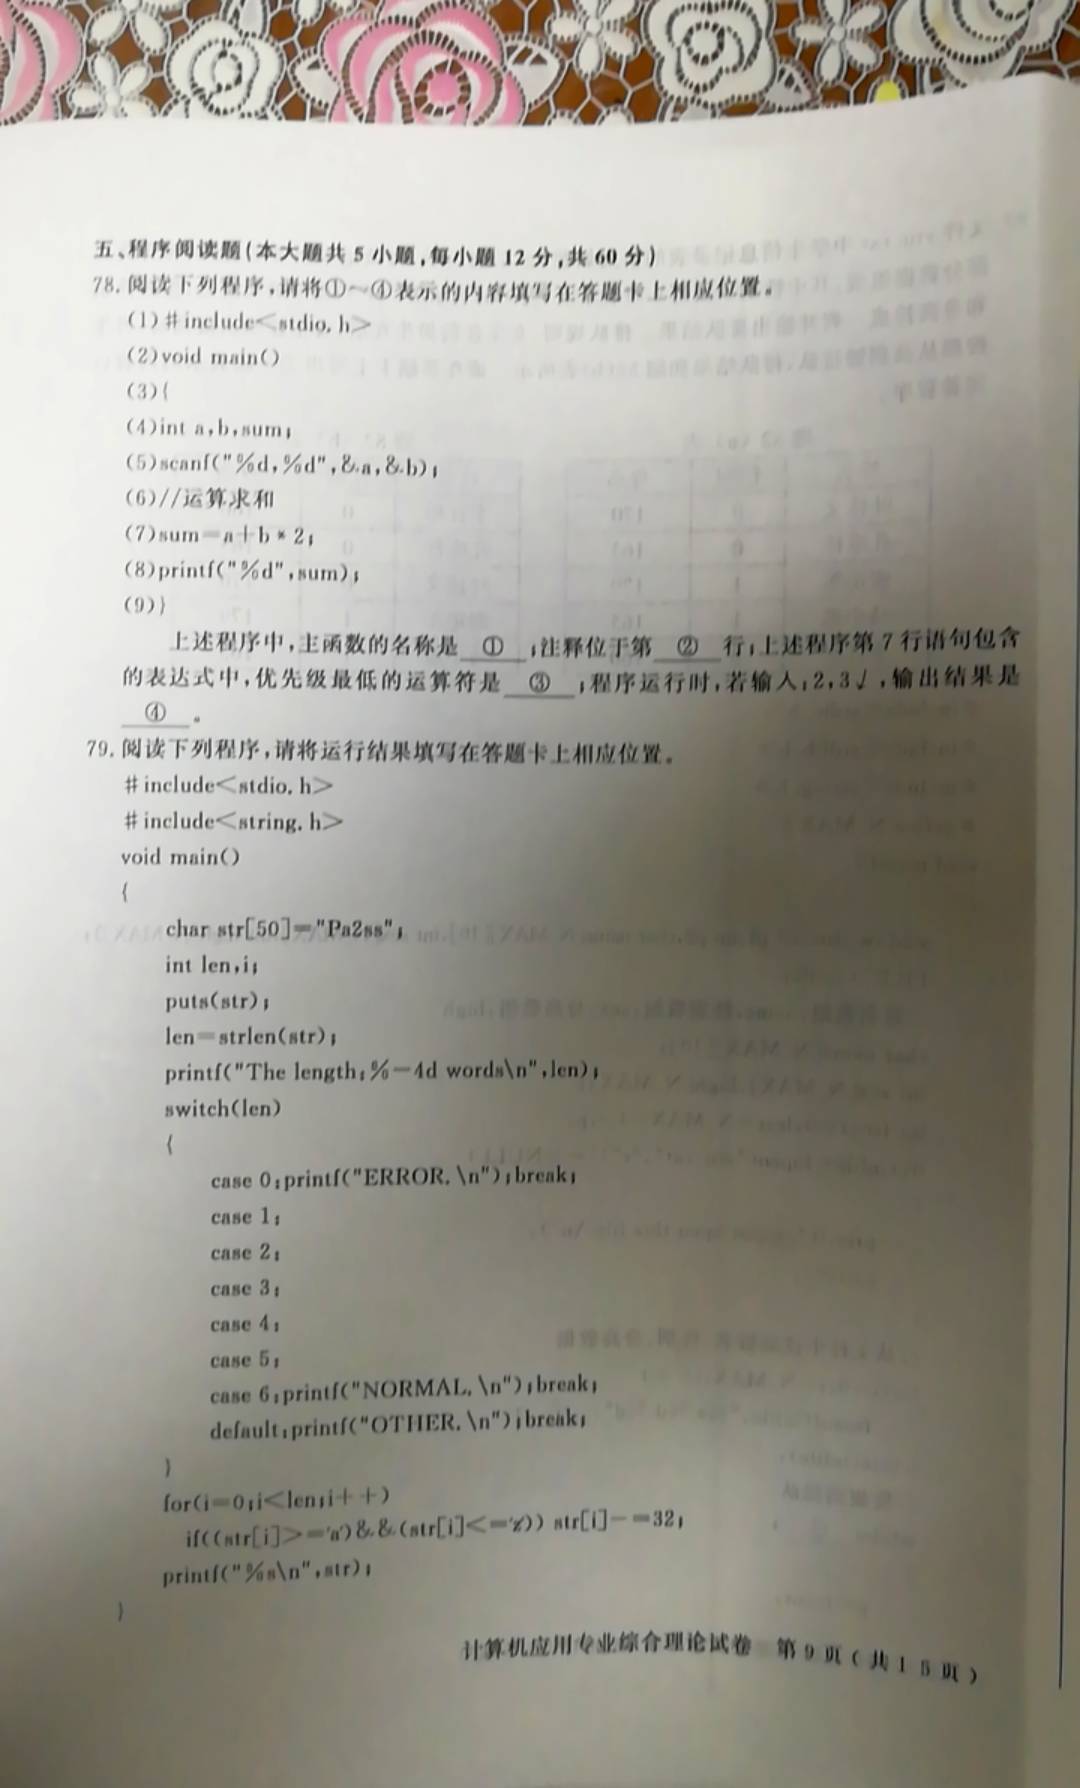 五、程序阅读题(本大题共 5 小题,每小题 12 分,共 60 分)
78. 阅读下列程序,请将①～④表示的内容填写在答题卡上相应位置。
(1)#include<stdio.h>
(2)void main()
(3){
(4)int a,b,sum;
(5)scanf("%d,%d",&a,&b);
(6)//运算求和
(7)sum=a+b*2;
(8)printf("%d",sum);
(9)}
上述程序中,主函数的名称是 ① ;注释位于第 ② 行;上述程序第 7 行语句包含
的表达式中,优先级最低的运算符是 ③ ;程序运行时,若输入:2,3↙,输出结果是
④ 。
79. 阅读下列程序,请将运行结果填写在答题卡上相应位置。
#include<stdio.h>
#include<string.h>
void main()
{
char str[50]="Pa2ss";
int len,i;
puts(str);
len=strlen(str);
printf("The length:%-4d words\n",len);
switch(len)
{
case 0:printf("ERROR.\n");break;
case 1:
case 2:
case 3:
case 4:
case 5:
case 6:printf("NORMAL.\n");break;
default:printf("OTHER.\n");break;
}
for(i=0;i<len;i++)
if((str[i]>='a')&&(str[i]<='z')) str[i]-=32;
printf("%s\n",str);
}
计算机应用专业综合理论试卷 第 9 页(共 15 页)